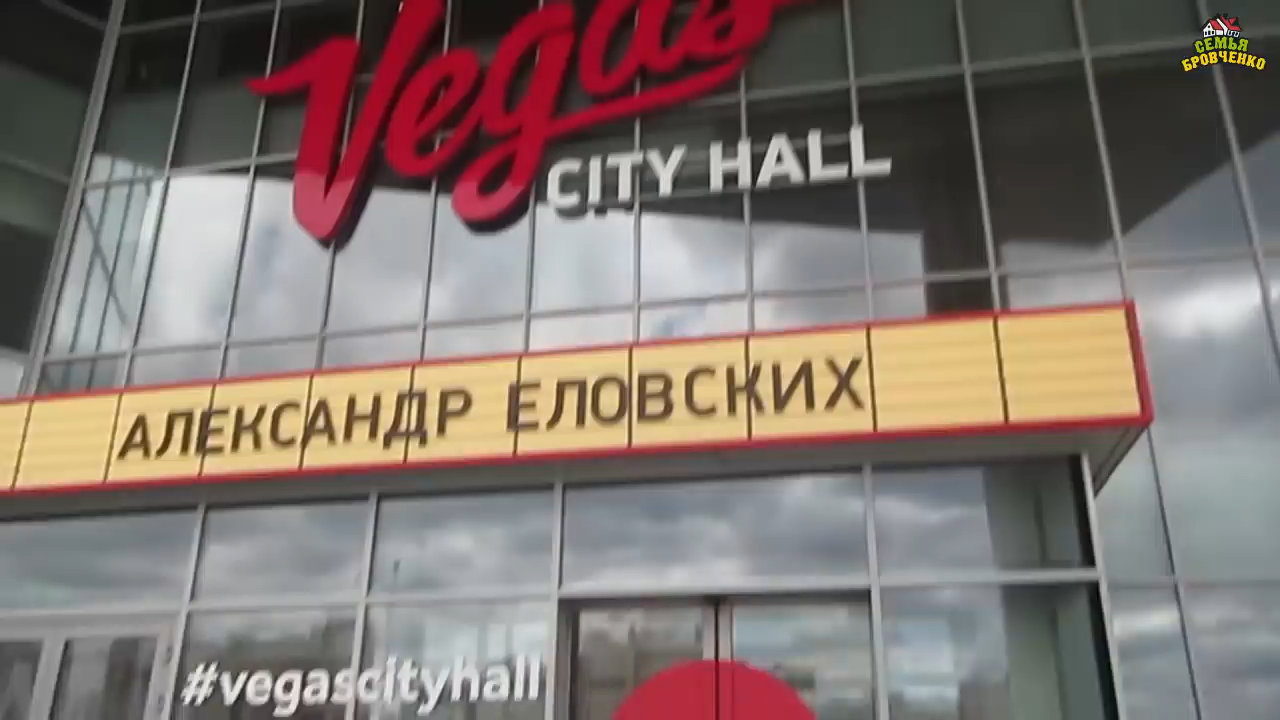 СЕМЬЯ
БРОВЧЕНКО
Vegas
CITY HALL
АЛЕКСАНДР ЕЛОВСКИХ
#vegascityhall